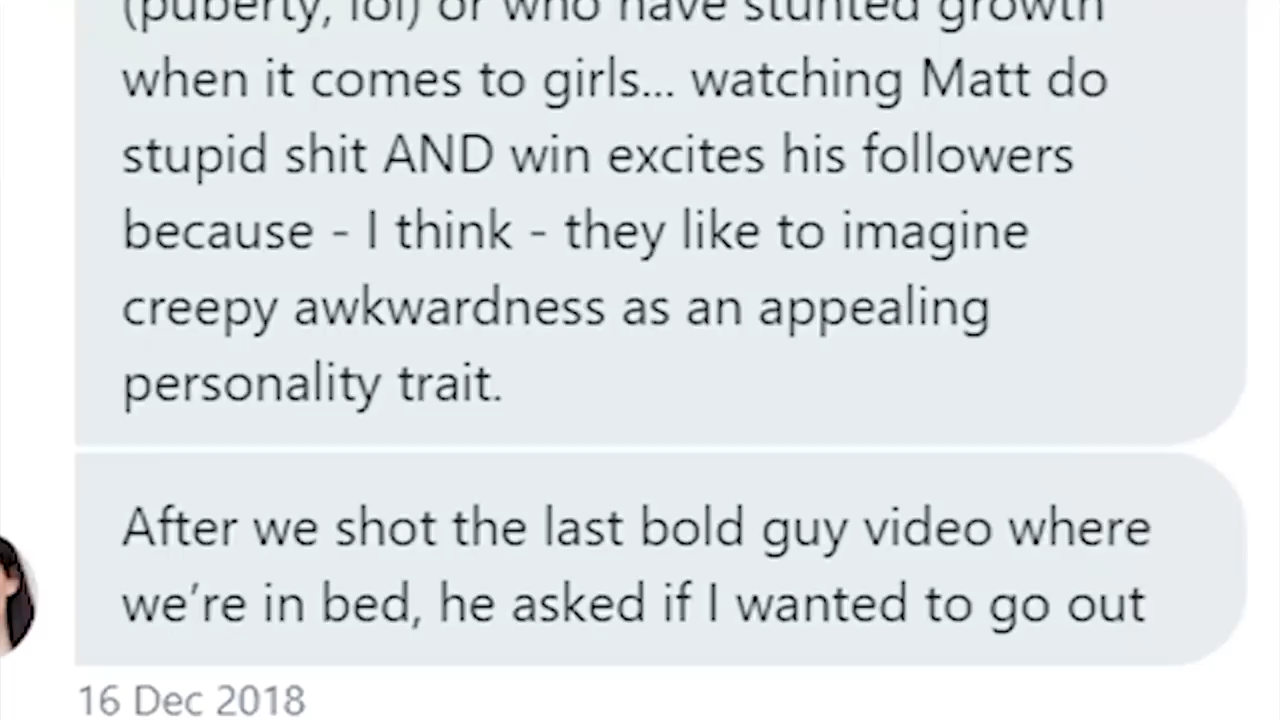 (puberty, lol) or who have stunted growth
when it comes to girls... watching Matt do
stupid shit AND win excites his followers
because - I think - they like to imagine
creepy awkwardness as an appealing
personality trait.
After we shot the last bold guy video where
we’re in bed, he asked if I wanted to go out
16 Dec 2018